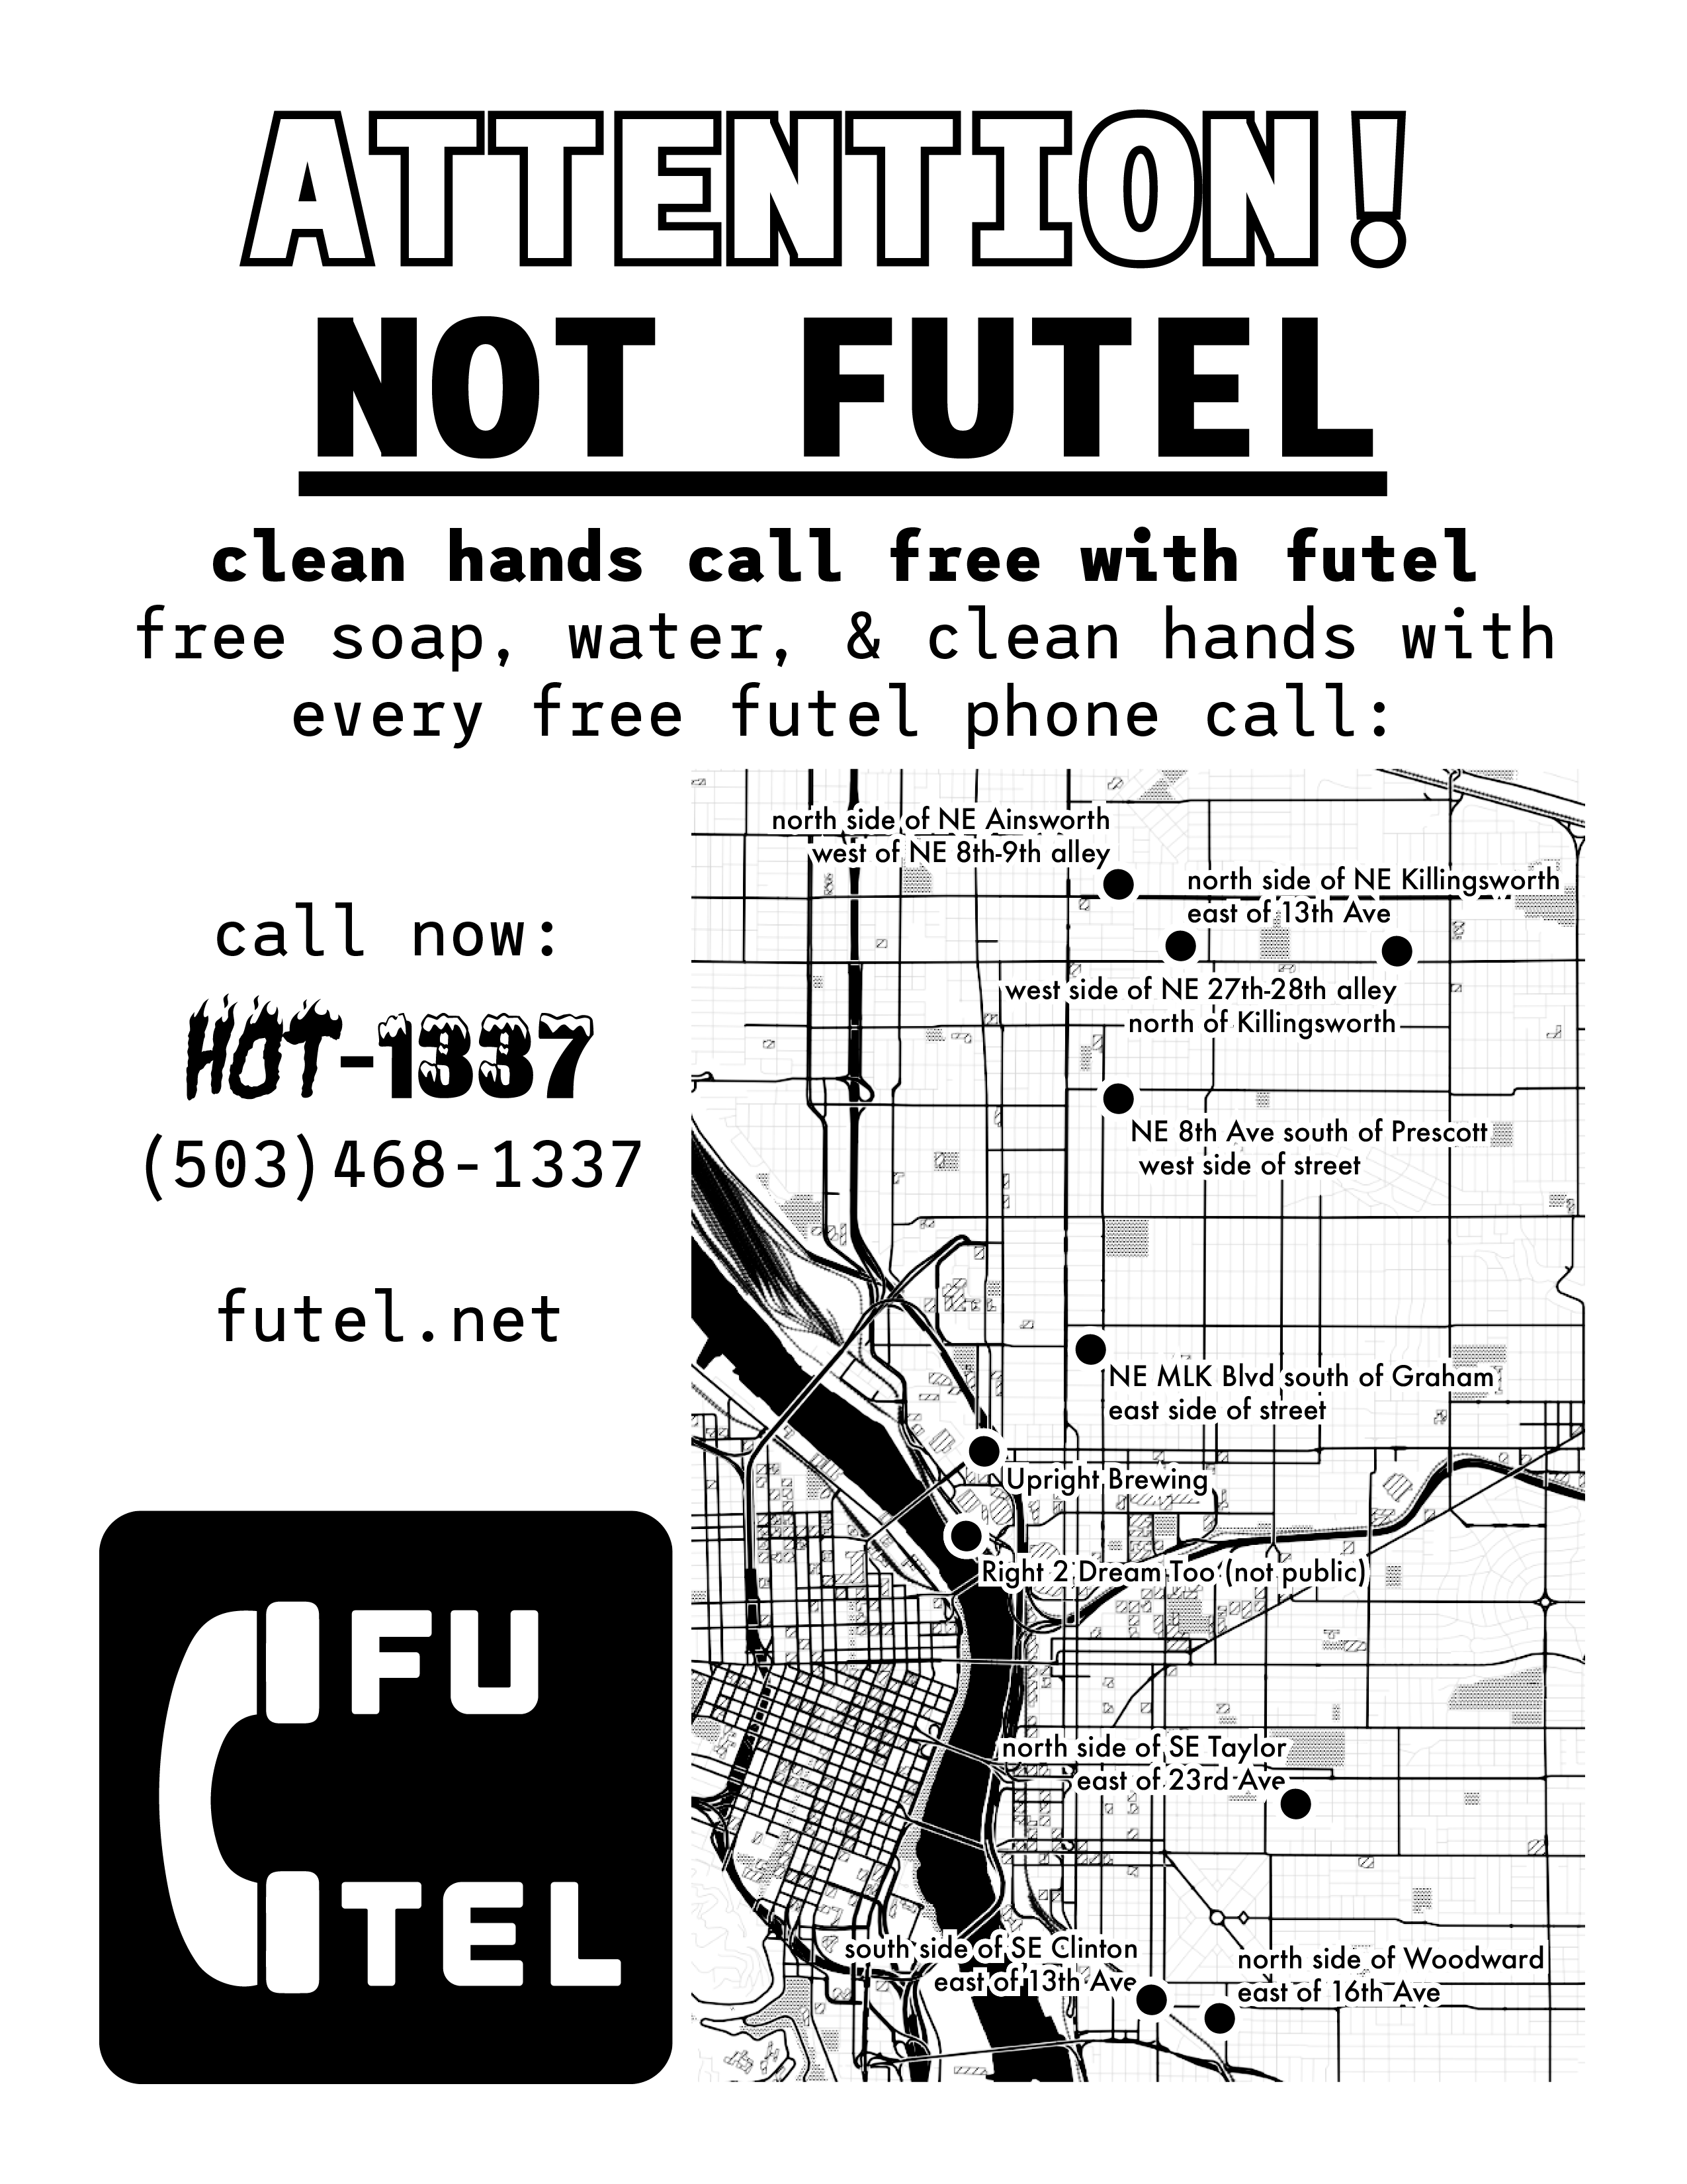 ATTENTION!
NOT FUTEL
clean hands call free with futel
free soap, water, & clean hands with
every free futel phone call:
call now:
HOT-1337
(503)468-1337
futel.net
FU
TEL
north side of NE Ainsworth
west of NE 8th-9th alley
north side of NE Killingsworth
east of 13th Ave
west side of NE 27th-28th alley
north of Killingsworth
NE 8th Ave south of Prescott
west side of street
NE MLK Blvd south of Graham
east side of street
Upright Brewing
Right 2 Dream Too (not public)
north side of SE Taylor
east of 23rd Ave
south side of SE Clinton
east of 13th Ave
north side of Woodward
east of 16th Ave